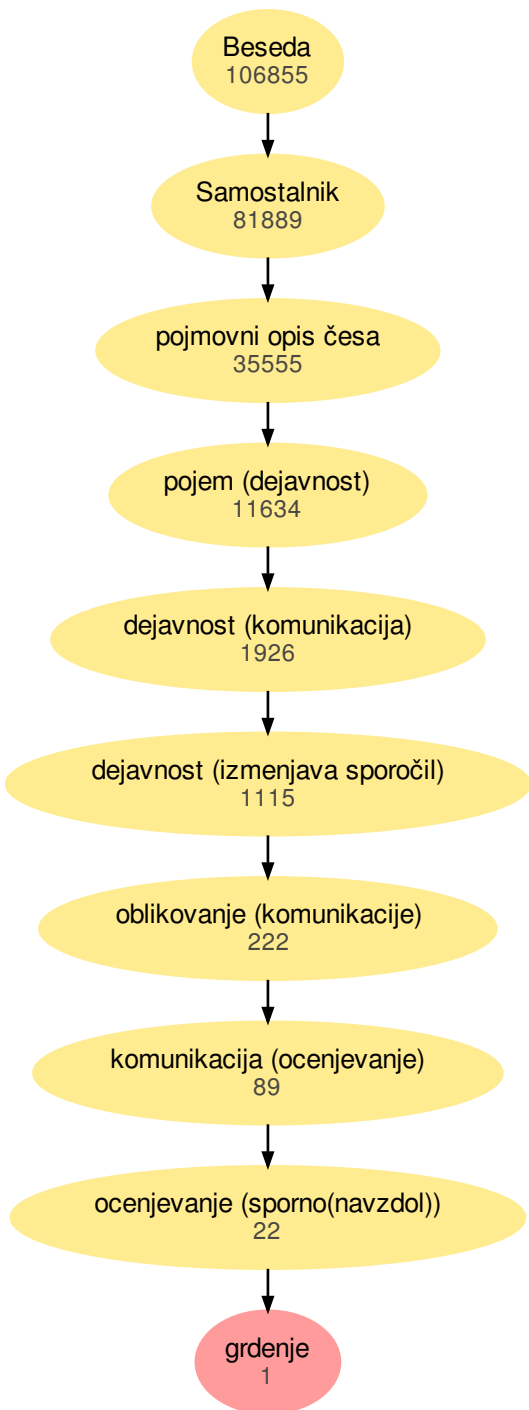 Beseda
106855
Samostalnik
81889
pojmovni opis česa
35555
pojem (dejavnost)
11634
dejavnost (komunikacija)
1926
dejavnost (izmenjava sporočil)
1115
oblikovanje (komunikacije)
222
komunikacija (ocenjevanje)
89
ocenjevanje (sporno(navzdol))
22
grdenje
1